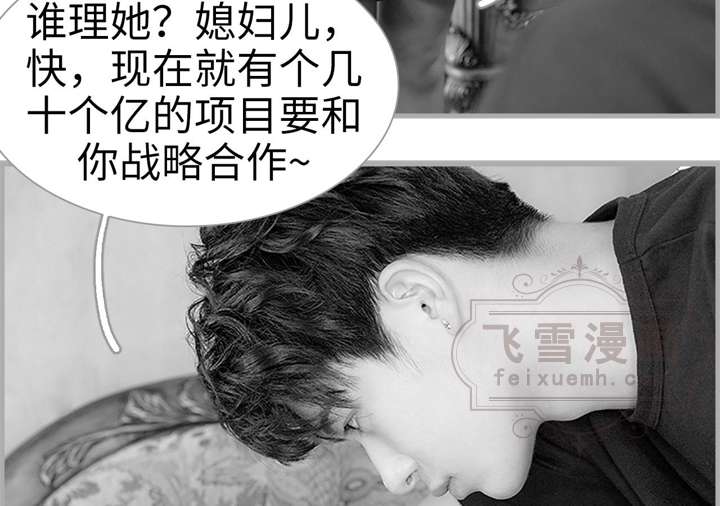 谁理她？媳妇儿，
快，现在就有个几
十个亿的项目要和
你战略合作~
飞雪漫
feixuemh.com